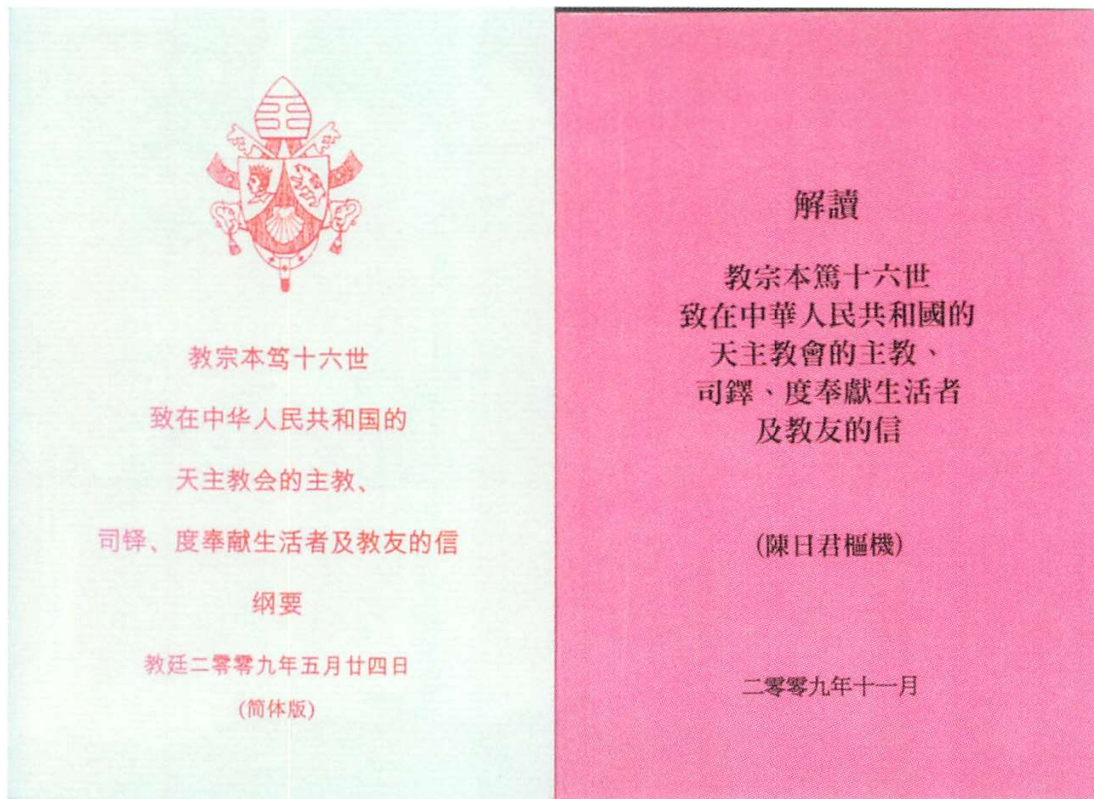 教宗本笃十六世
致在中华人民共和国的
天主教会的主教、
司铎、度奉献生活者及教友的信
纲要
教廷二零零九年五月廿四日
(简体版)
解讀
教宗本篤十六世
致在中華人民共和國的
天主教會的主教、
司鐸、度奉獻生活者
及教友的信
(陳日君樞機)
二零零九年十一月